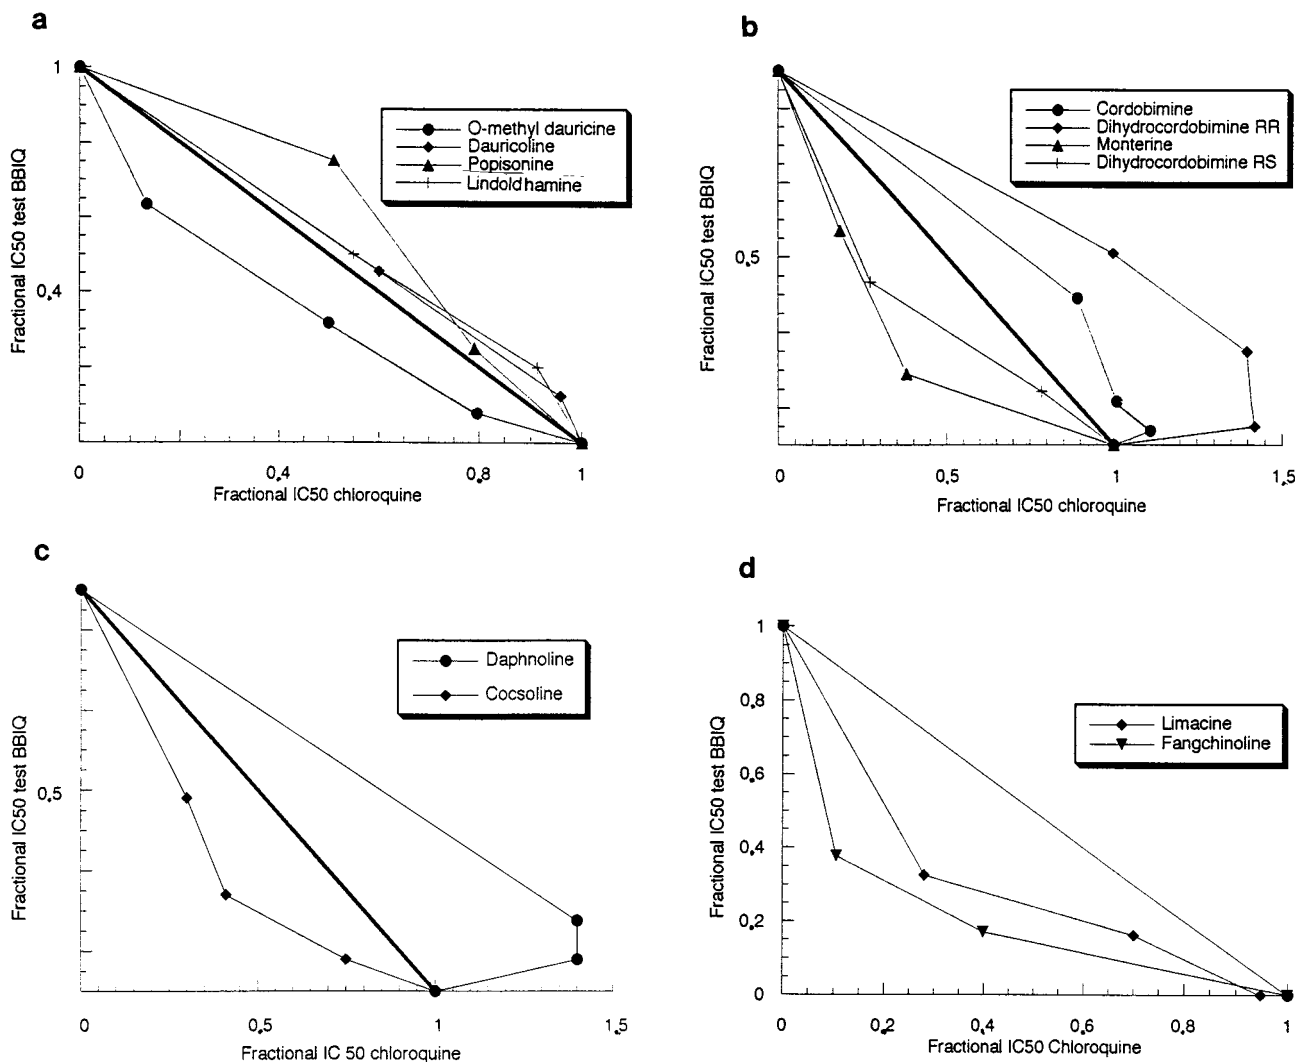 a
1
0.4
Fractional IC50 test BBIQ
O-methyl dauricine
Dauricoline
Popisonine
Lindoldhamine
0 0.4 0.8 1
Fractional IC50 chloroquine
b
0.5
Fractional IC50 test BBIQ
Cordobimine
Dihydrocordobimine RR
Monterine
Dihydrocordobimine RS
0 0.5 1 1.5
Fractional IC50 chloroquine
c
0.5
Fractional IC50 test BBIQ
Daphnoline
Cocsoline
0 0.5 1 1.5
Fractional IC 50 chloroquine
d
1
0.8
0.6
0.4
0.2
0
Fractional IC50 test BBIQ
Limacine
Fangchinoline
0 0.2 0.4 0.6 0.8 1
Fractional IC50 Chloroquine